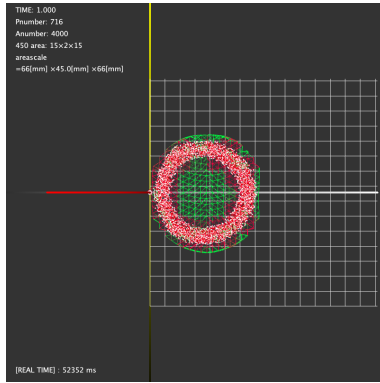 TIME: 1.000
Pnumber: 716
Anumber: 4000
450 area: 15×2×15
areascale
=66[mm] ×45.0[mm] ×66[mm]
[REAL TIME] : 52352 ms